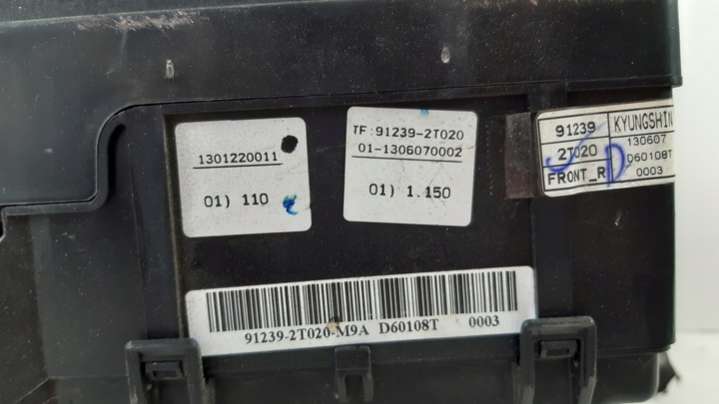 1301220011
01) 110
TF:91239-2T020
01-1306070002
01) 1.150
91239
2T020
FRONT_R
KYUNGSHIN
130607
D60108T
0003
D
91239-2T020-M9A D60108T 0003